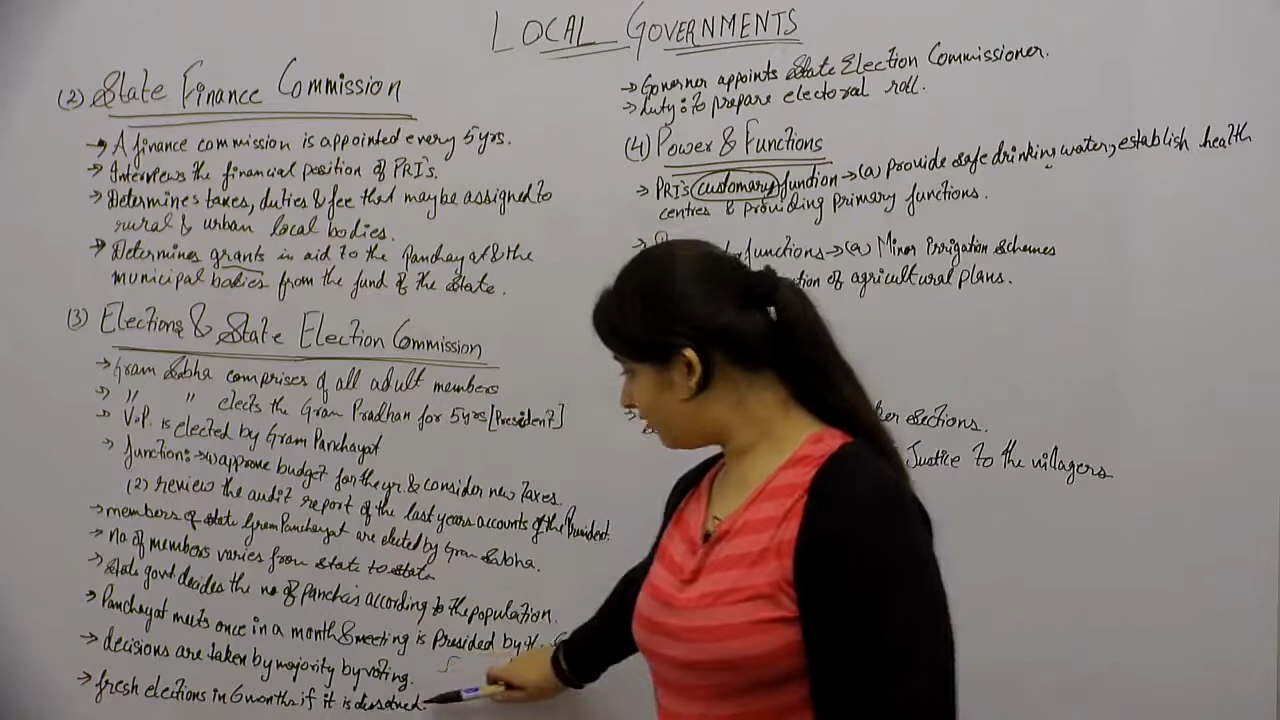 LOCAL GOVERNMENTS
(2) State Finance Commission
→ A finance commission is appointed every 5yrs.
→ Interviews the financial position of PRI's.
→ Determines taxes, duties & fee that may be assigned to
rural & urban local bodies.
→ Determines grants in aid to the Panchayat & the
municipal bodies from the fund of the state.
(3) Elections & State Election Commission
→ Gram Sabha comprises of all adult members
→ " " elects the Gram Pradhan for 5yrs [President]
→ V.P. is elected by Gram Panchayat
→ function:→ (1) approve budget for the yr. & consider new taxes.
(2) review the audit report of the last years accounts of the President.
→ members of state Gram Panchayat are elected by Gram Sabha.
→ No of members varies from state to state
→ State govt decides the no of Panchas according to the population.
→ Panchayat meets once in a month & meeting is Presided by
→ decisions are taken by majority by voting.
→ fresh elections in 6 months if it is dissolved.
→ Governor appoints State Election Commissioner.
→ Duty: to prepare electoral roll.
(4) Power & Functions
→ PRI's customary function → (a) provide safe drinking water, establish health
centres & providing primary functions.
functions → (a) Minor Irrigation Schemes
of agricultural plans.
sections.
Justice to the villagers